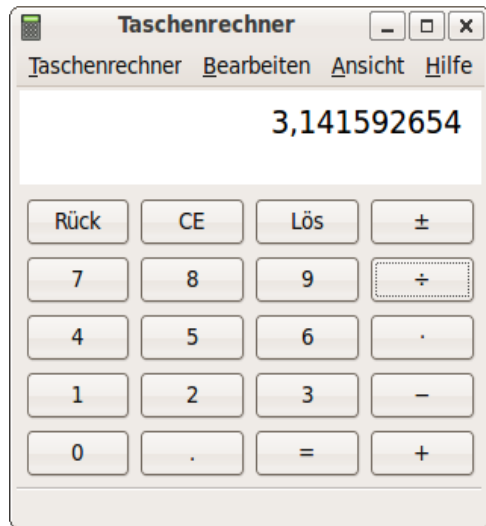 Taschenrechner
Taschenrechner Bearbeiten Ansicht Hilfe
3,141592654
Rück CE Lös ±
7 8 9 ÷
4 5 6 ·
1 2 3 −
0 . = +